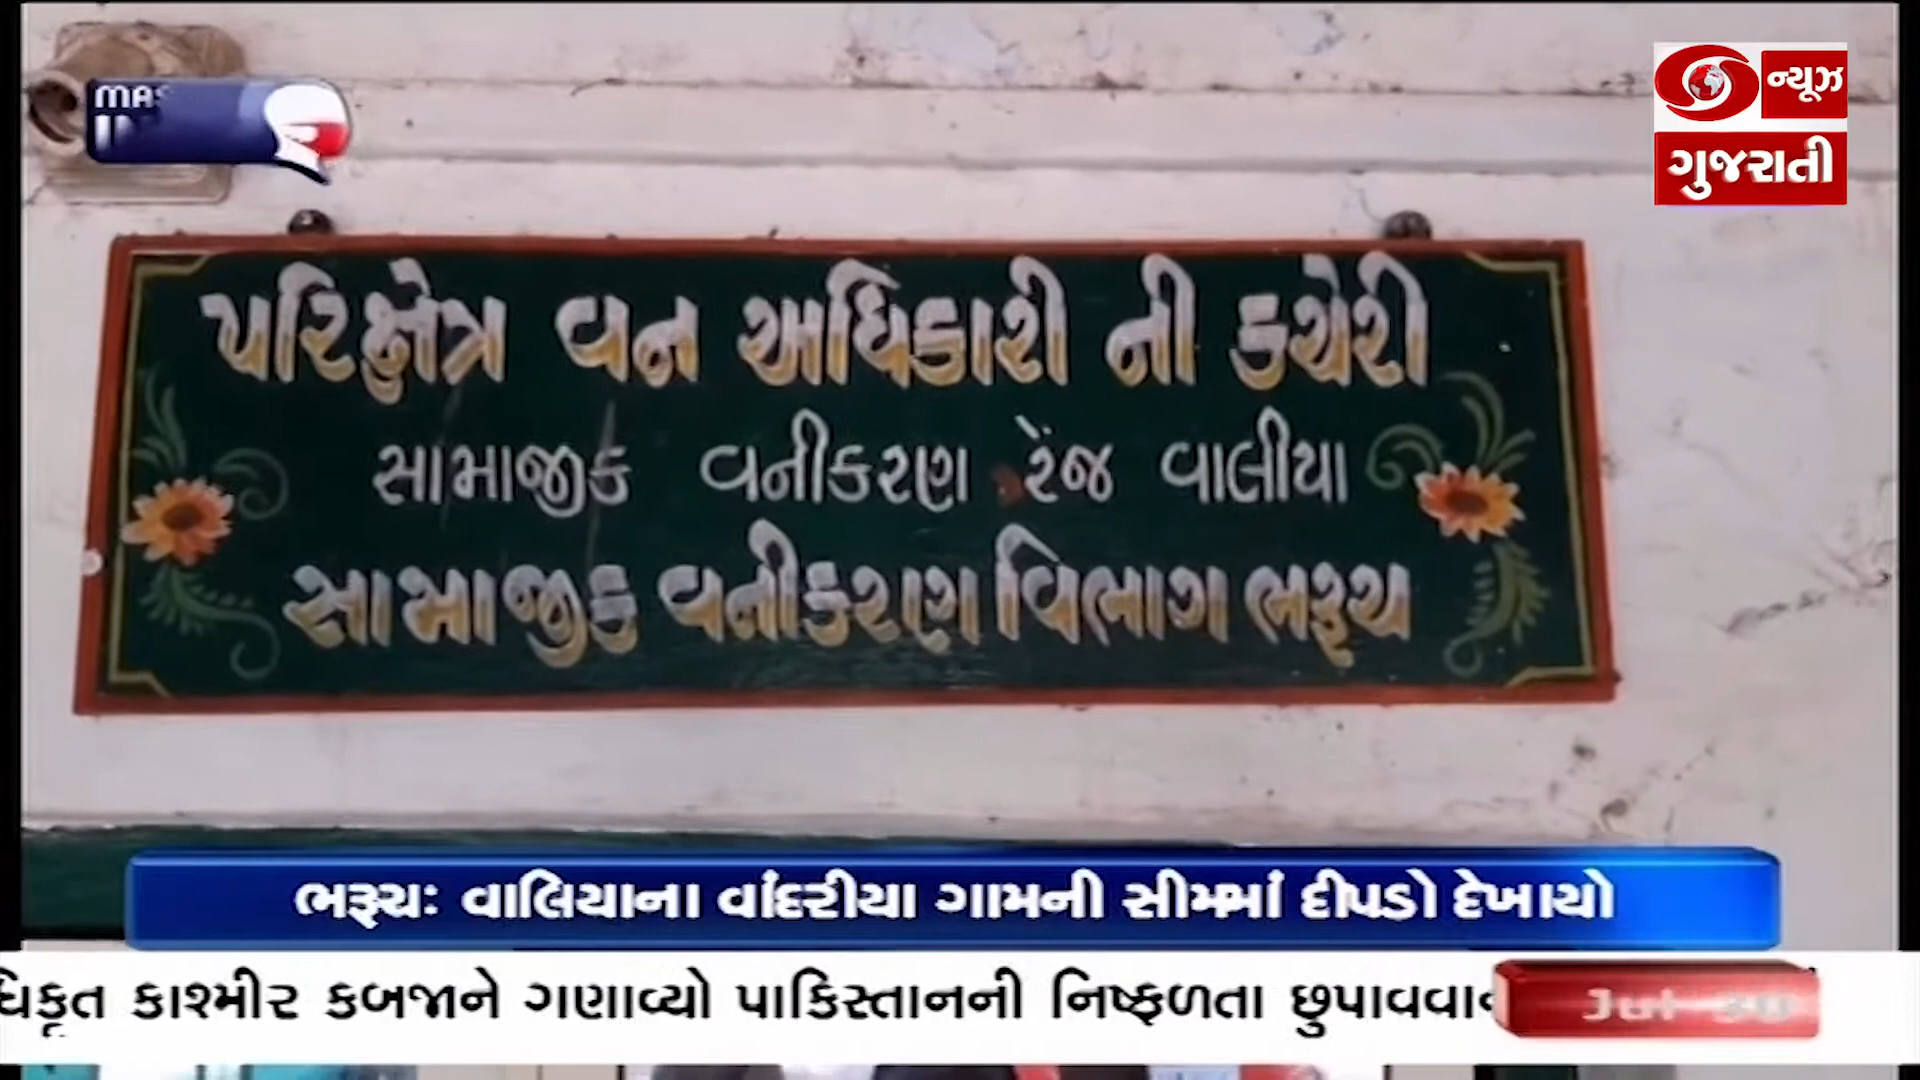 ન્યૂઝ
ગુજરાતી
પરિક્ષેત્ર વન અધિકારી ની કચેરી
સામાજીક વનીકરણ રેંજ વાલીયા
સામાજીક વનીકરણ વિભાગ ભરૂચ
ભરૂચઃ વાલિયાના વાંદરીયા ગામની સીમમાં દીપડો દેખાયો
કાશ્મીર કબજાને ગણાવ્યો પાકિસ્તાનની નિષ્ફળતા